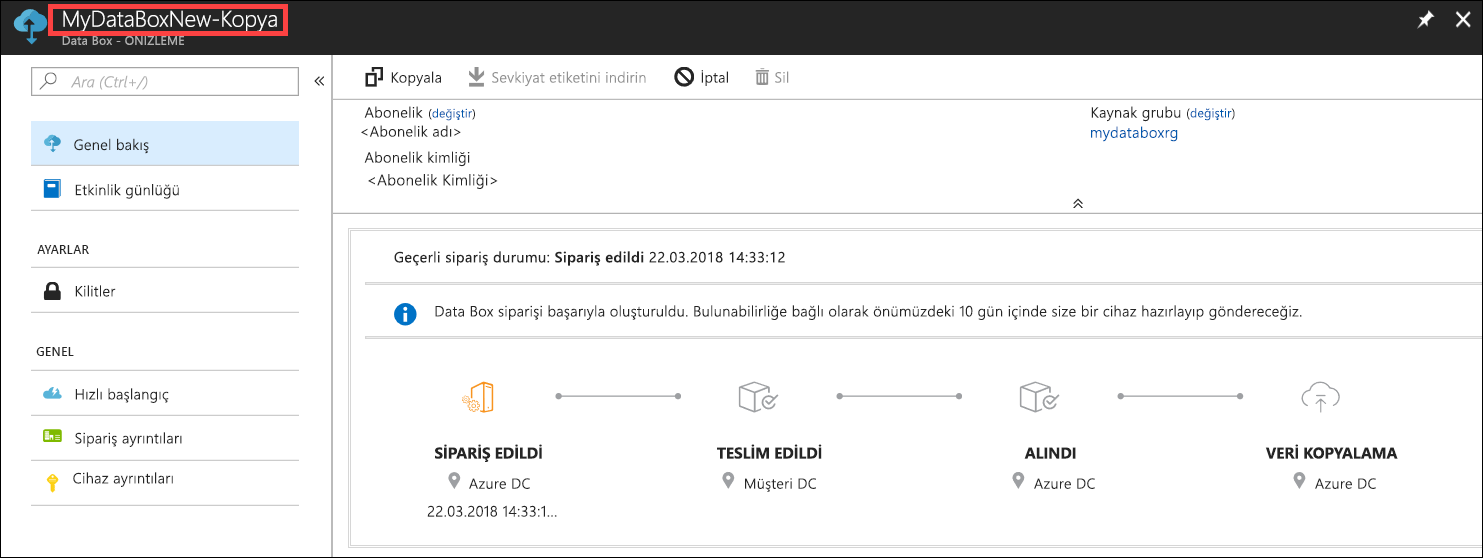 MyDataBoxNew-Kopya
Data Box - ÖNİZLEME
Ara (Ctrl+/)
Genel bakış
Etkinlik günlüğü
AYARLAR
Kilitler
GENEL
Hızlı başlangıç
Sipariş ayrıntıları
Cihaz ayrıntıları
Kopyala Sevkiyat etiketini indirin İptal Sil
Abonelik (değiştir)
<Abonelik adı>
Abonelik kimliği
<Abonelik Kimliği>
Kaynak grubu (değiştir)
mydataboxrg
Geçerli sipariş durumu: Sipariş edildi 22.03.2018 14:33:12
Data Box siparişi başarıyla oluşturuldu. Bulunabilirliğe bağlı olarak önümüzdeki 10 gün içinde size bir cihaz hazırlayıp göndereceğiz.
SİPARİŞ EDİLDİ
Azure DC
22.03.2018 14:33:1...
TESLİM EDİLDİ
Müşteri DC
ALINDI
Azure DC
VERİ KOPYALAMA
Azure DC